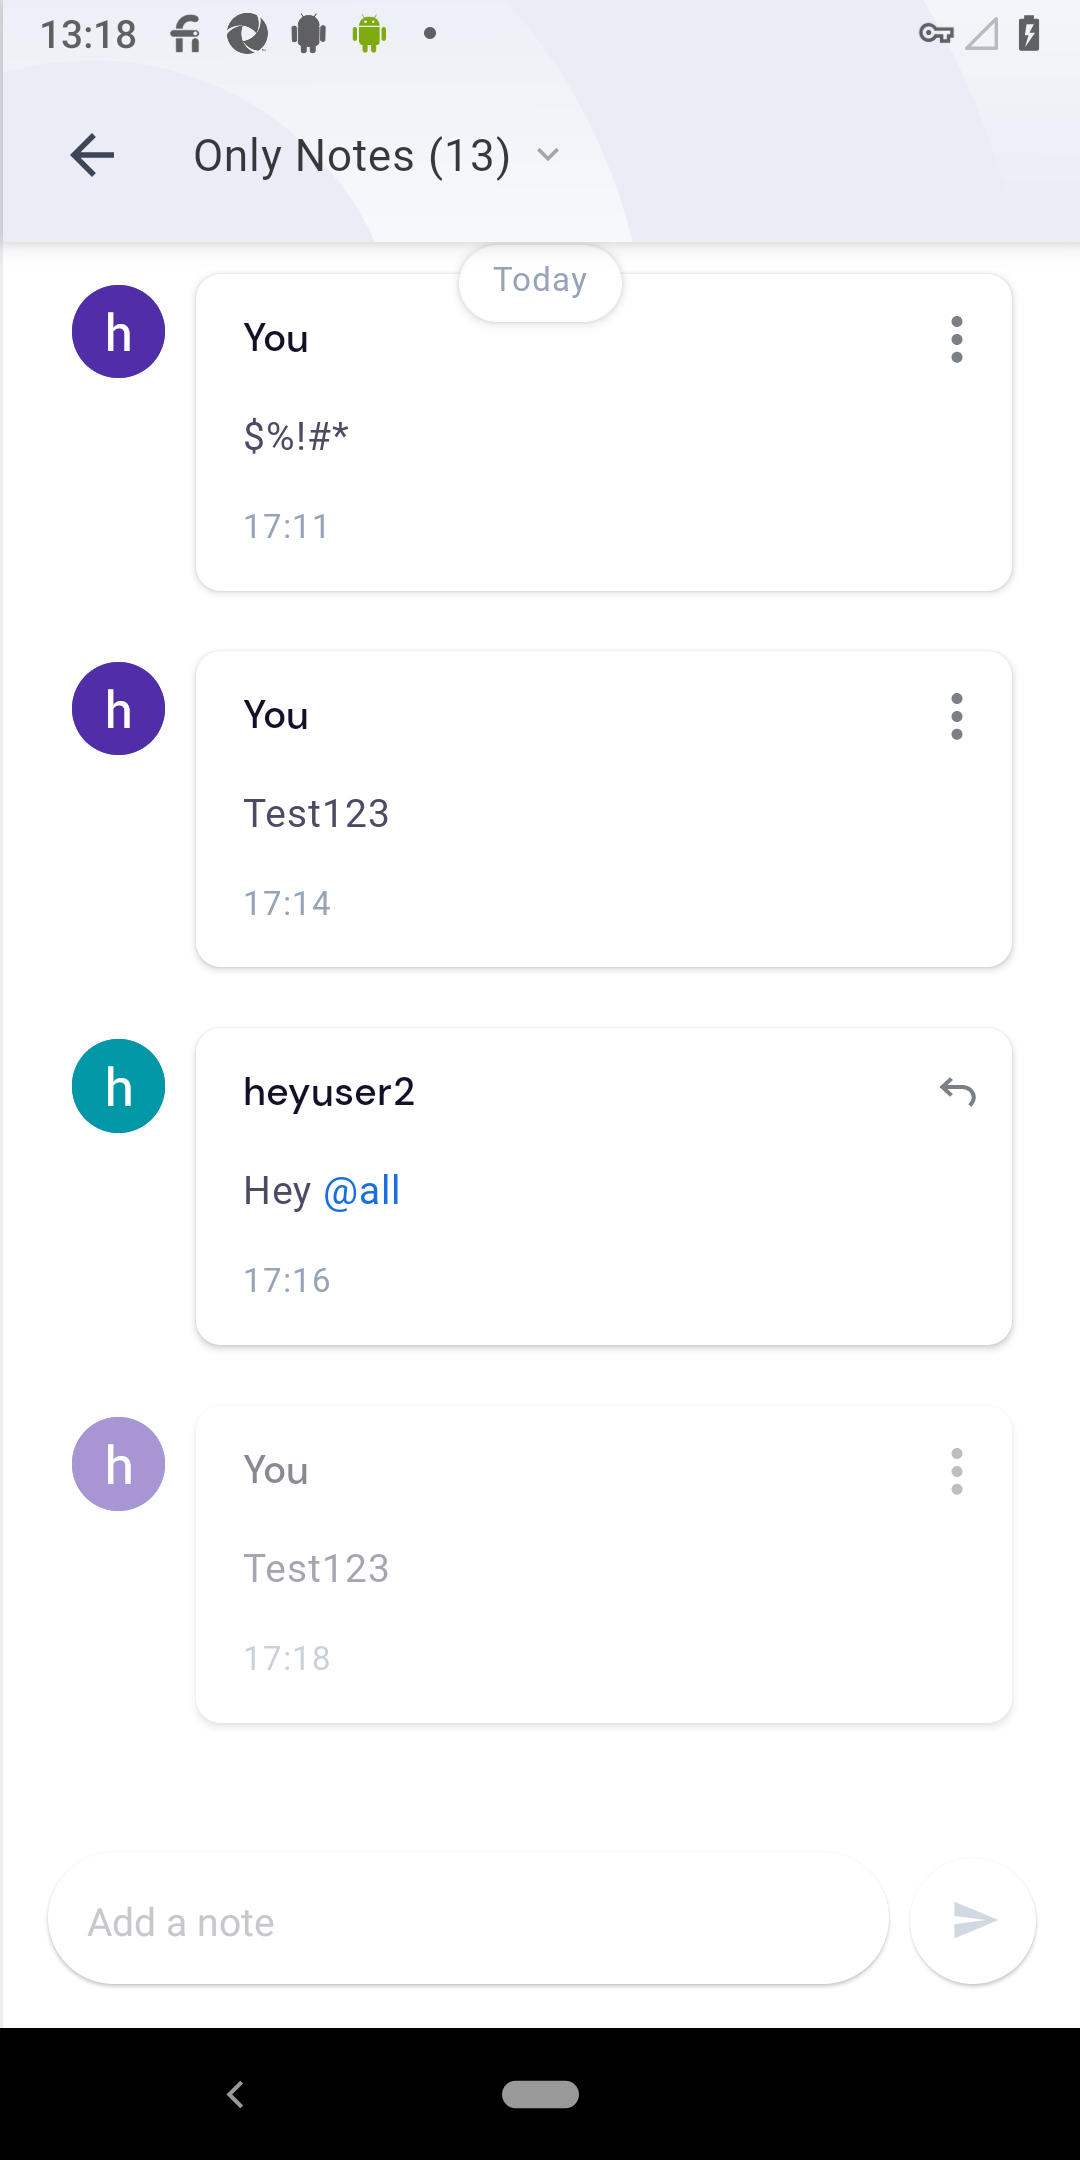 13:18
Only Notes (13)
Today
h
You
$%!#*
17:11
h
You
Test123
17:14
h
heyuser2
Hey @all
17:16
h
You
Test123
17:18
Add a note